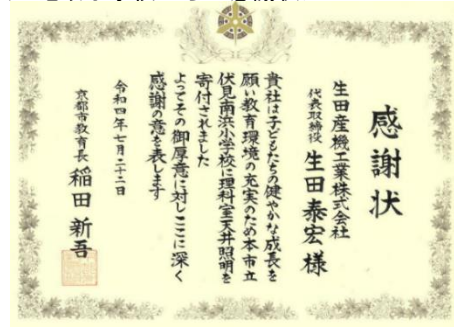 感謝状
生田産機工業株式会社
代表取締役 生田泰宏様
貴社は子どもたちの健やかな成長を
願い教育環境の充実のため本市立
伏見南浜小学校に理科室天井照明を
寄付されました
よってその御厚意に対しここに深く
感謝の意を表します
令和四年七月二十二日
京都市教育長 稲田新吾